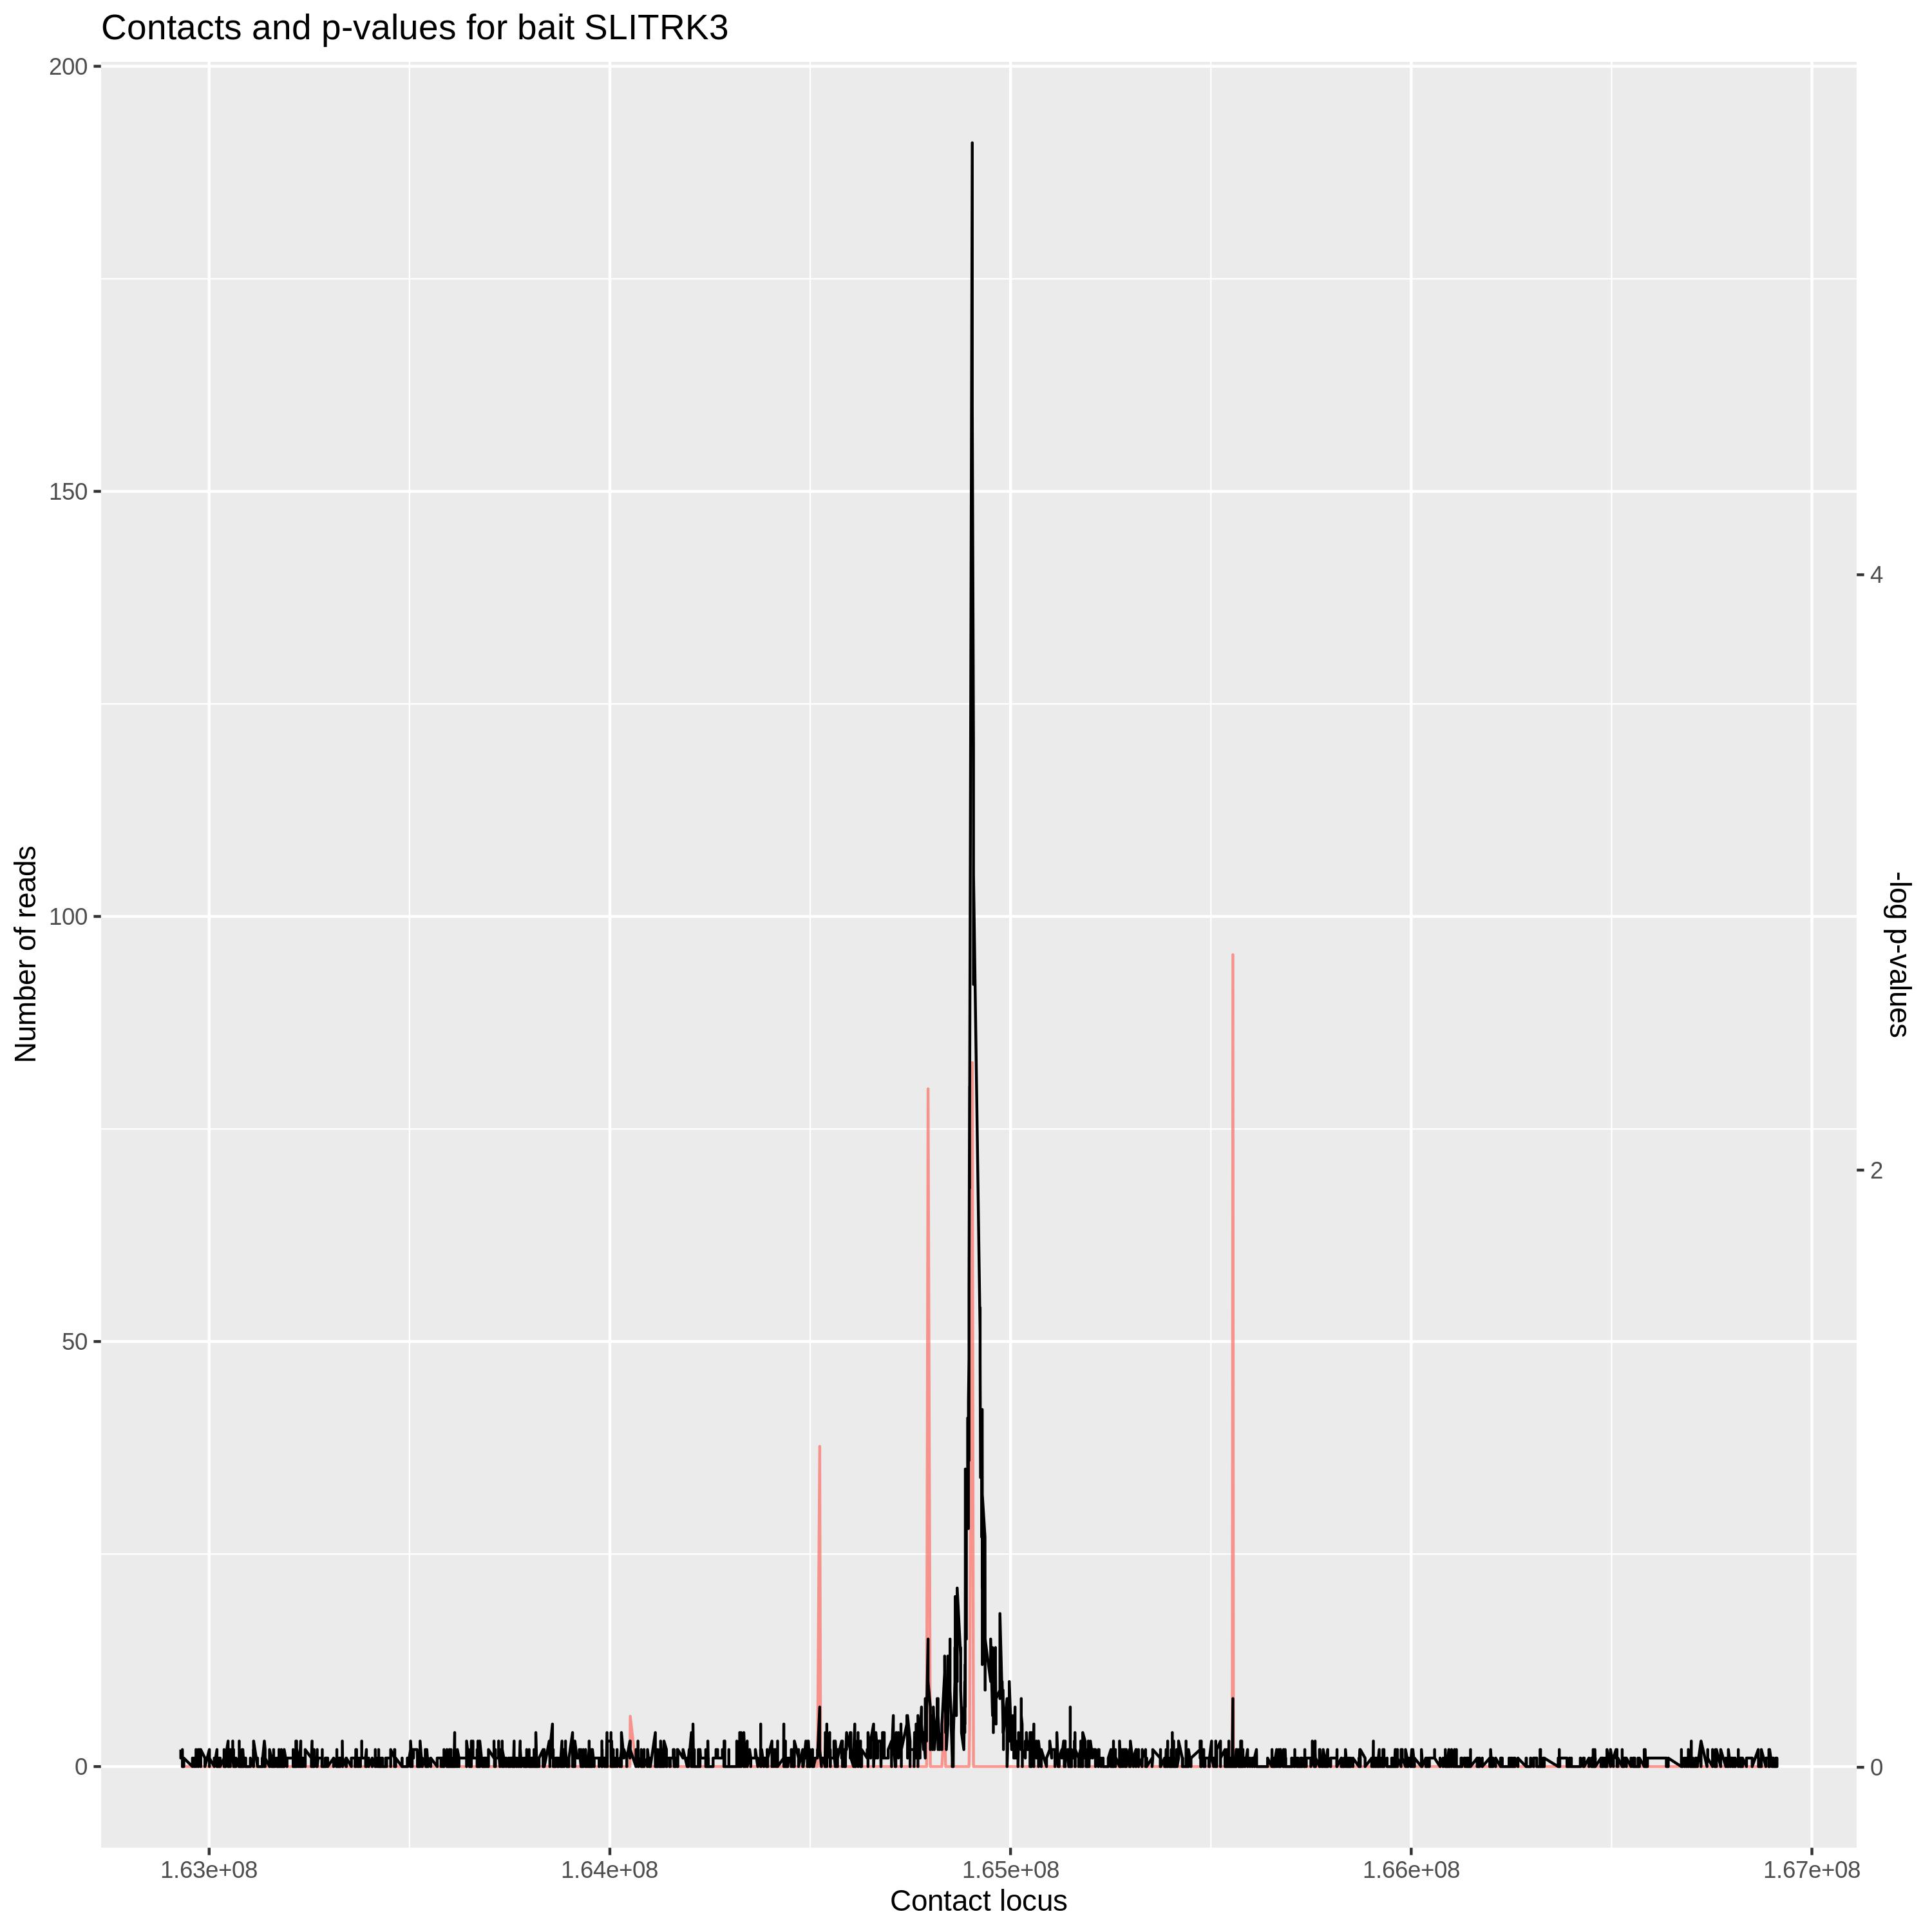 Contacts and p-values for bait SLITRK3
200
150
100
50
0
Number of reads
4
2
0
-log p-values
1.63e+08
1.64e+08
1.65e+08
1.66e+08
1.67e+08
Contact locus